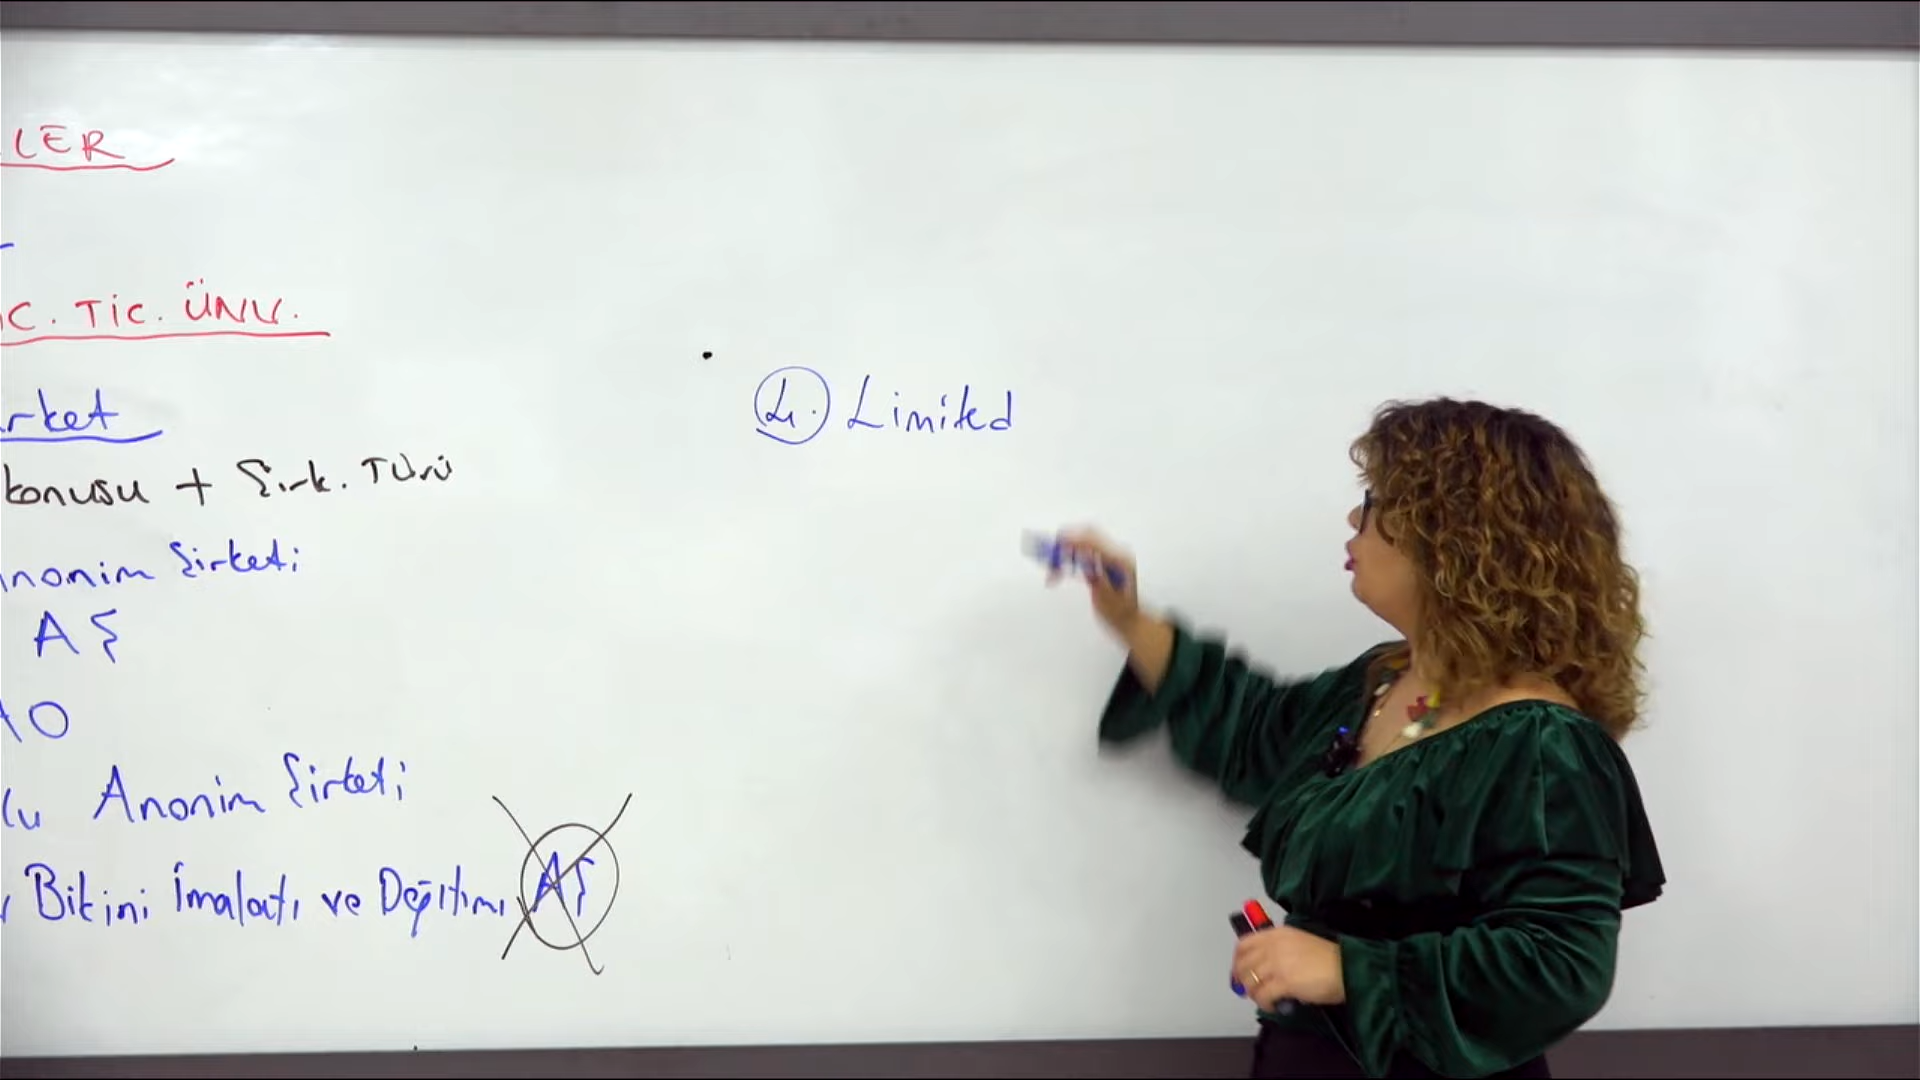 LER
C. TİC. ÜNV.
rket
konusu + Şirk. Türü
nonim Şirketi
AŞ
AO
lu Anonim Şirketi
Bikini İmalatı ve Dağıtımı AŞ
4. Limited